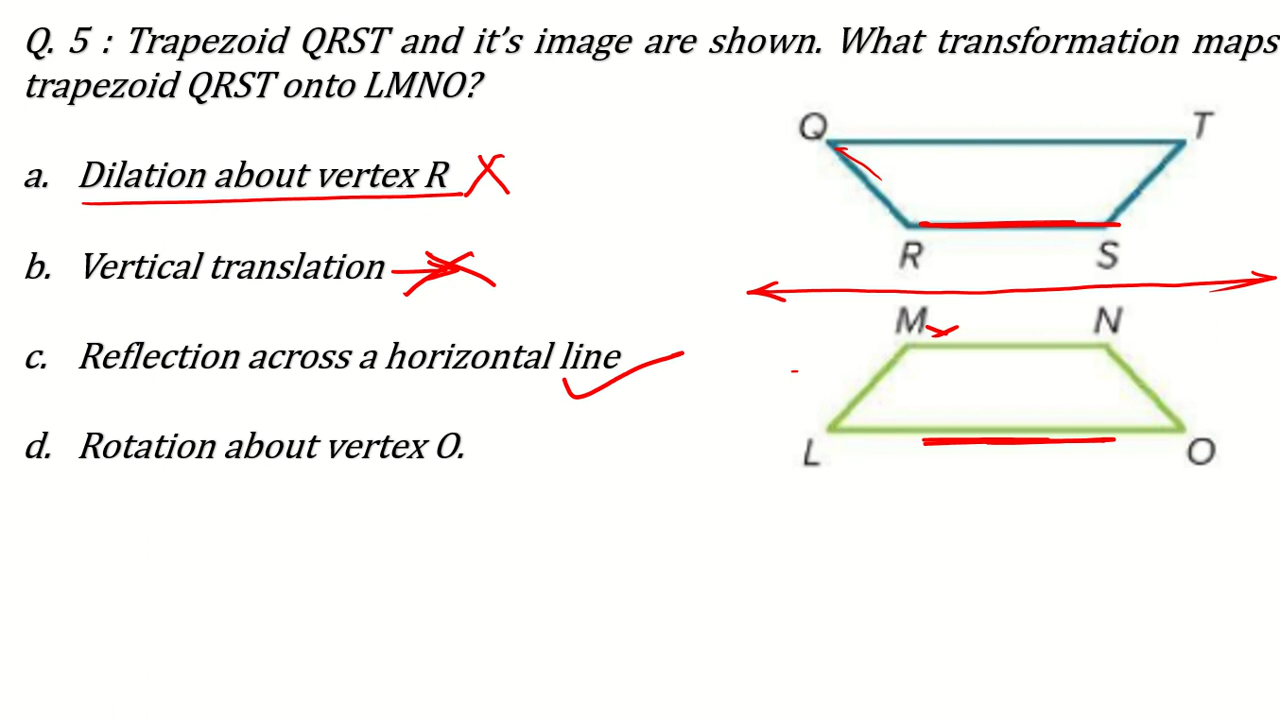 Q. 5 : Trapezoid QRST and it's image are shown. What transformation maps
trapezoid QRST onto LMNO?
a. Dilation about vertex R
b. Vertical translation
c. Reflection across a horizontal line
d. Rotation about vertex O.
Q T
R S
M N
L O